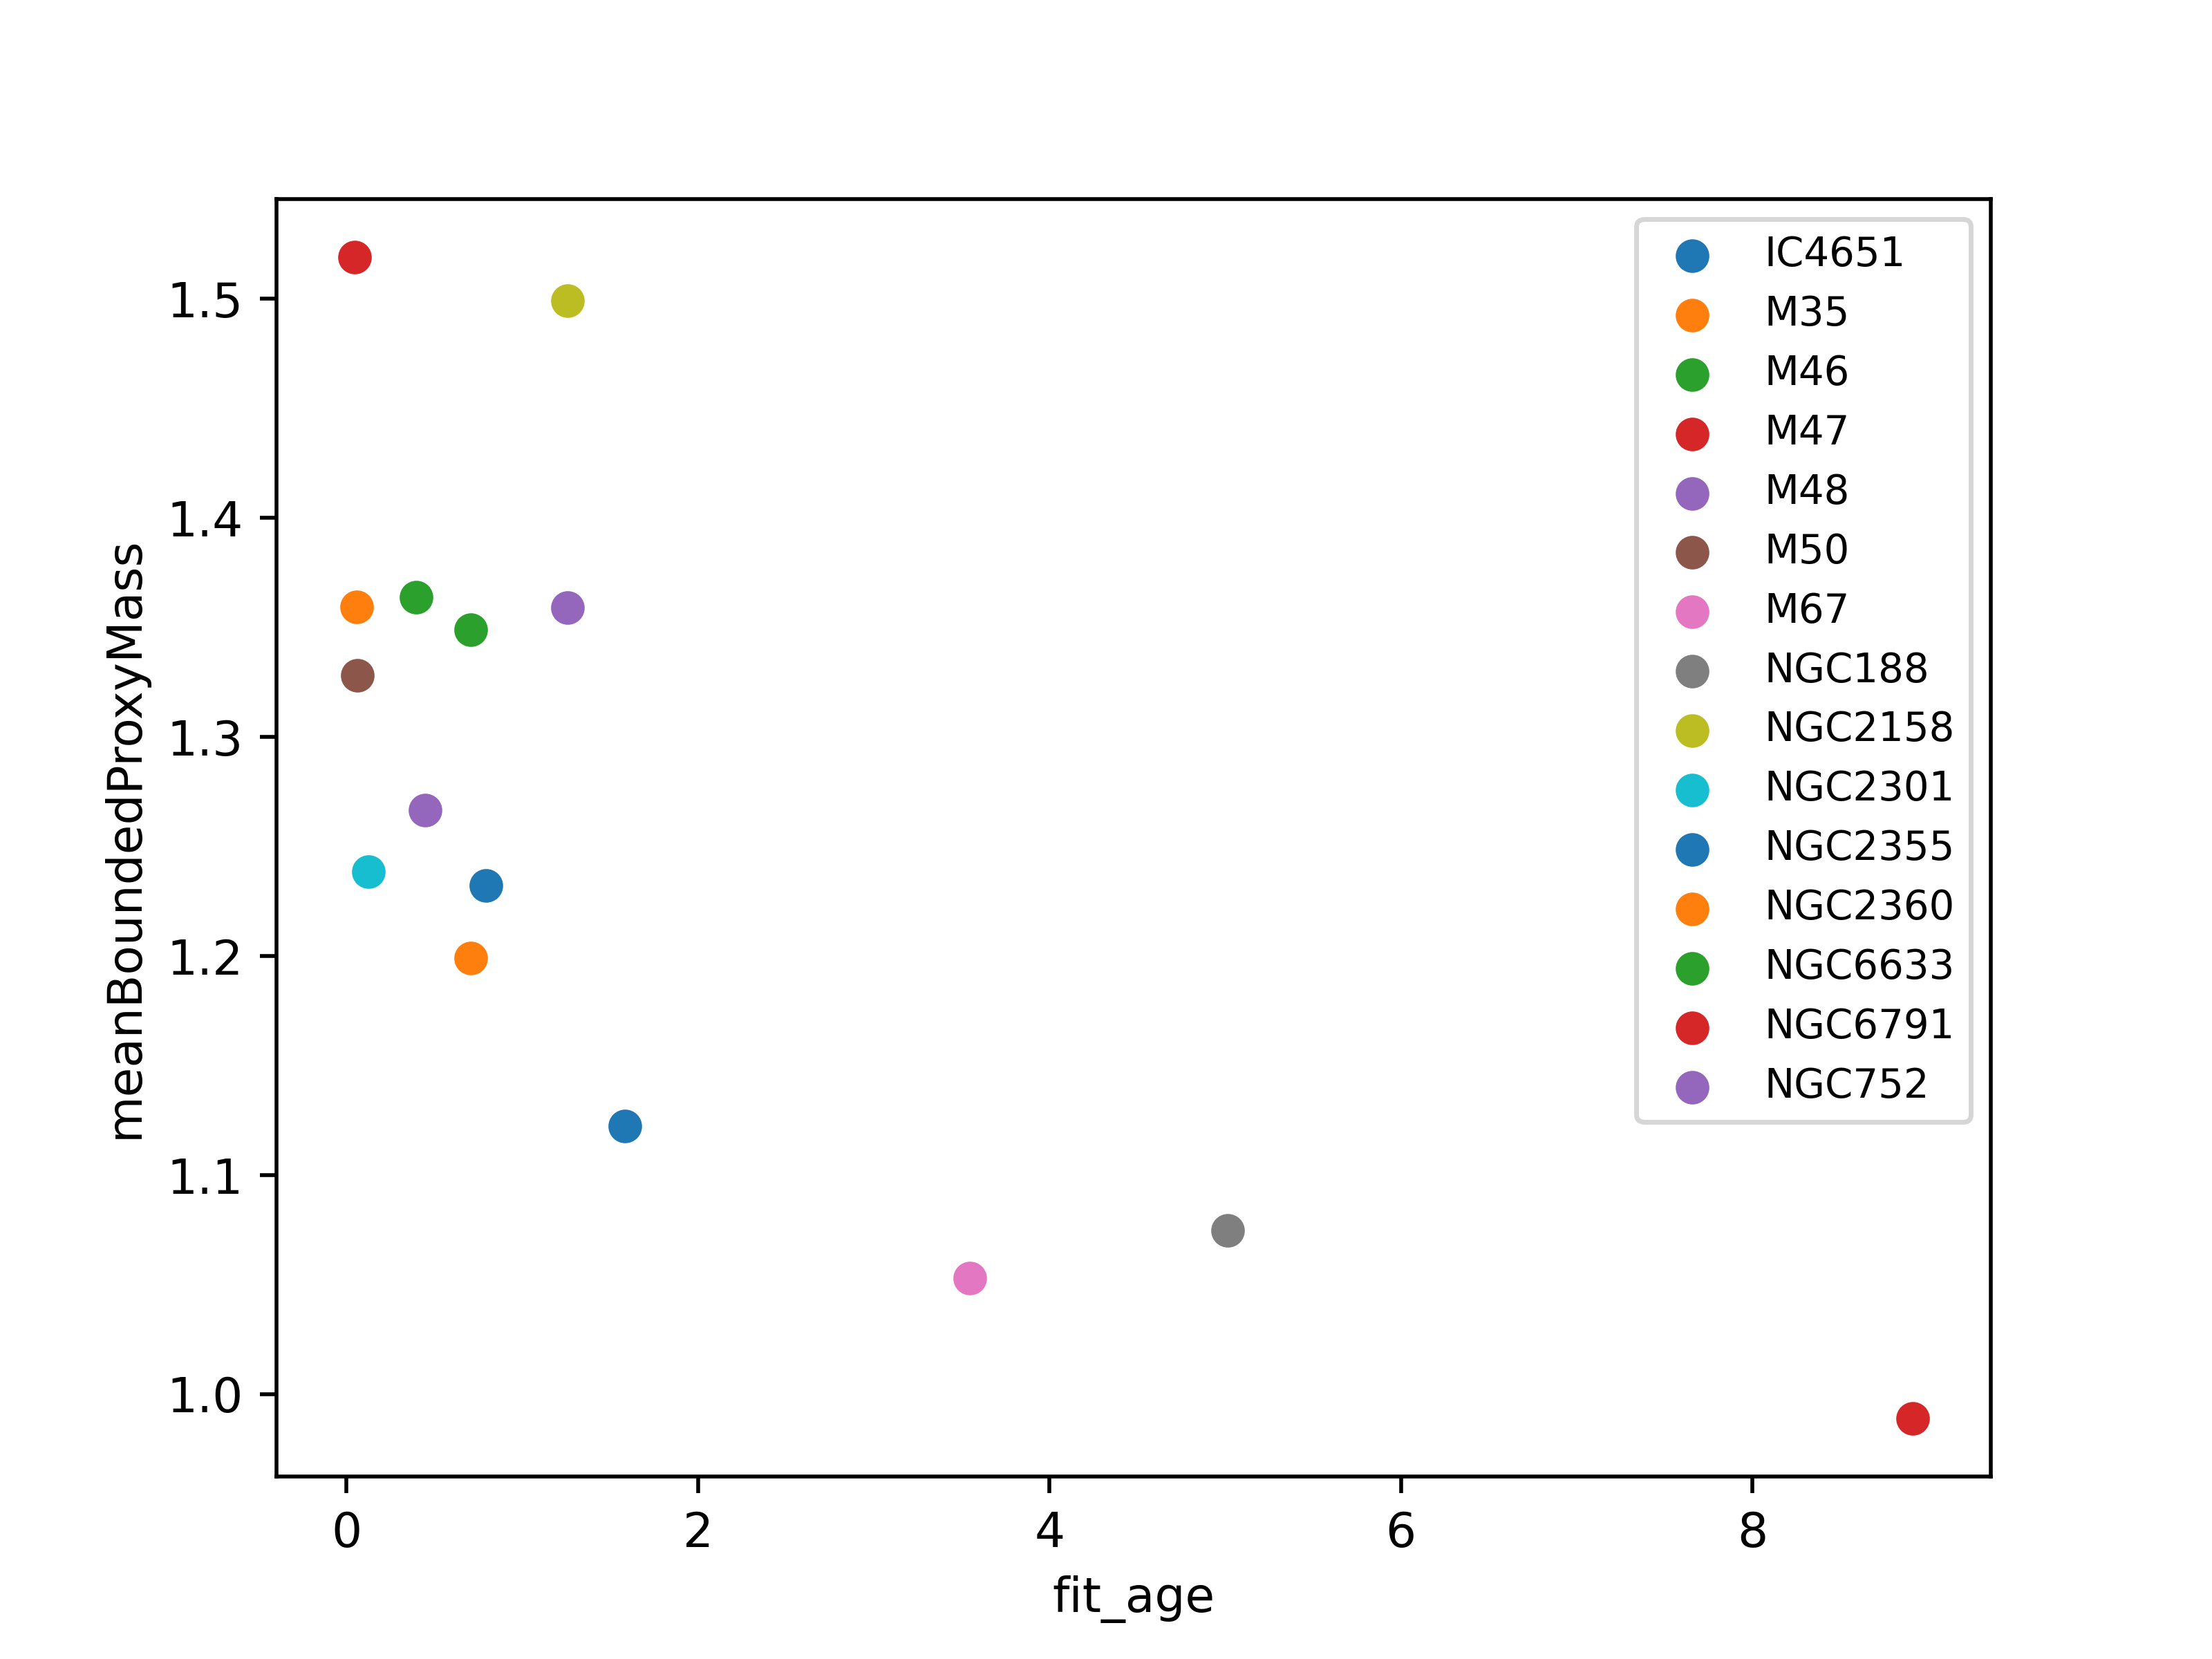 1.5
1.4
1.3
1.2
1.1
1.0
meanBoundedProxyMass
0 2 4 6 8
fit_age
IC4651
M35
M46
M47
M48
M50
M67
NGC188
NGC2158
NGC2301
NGC2355
NGC2360
NGC6633
NGC6791
NGC752